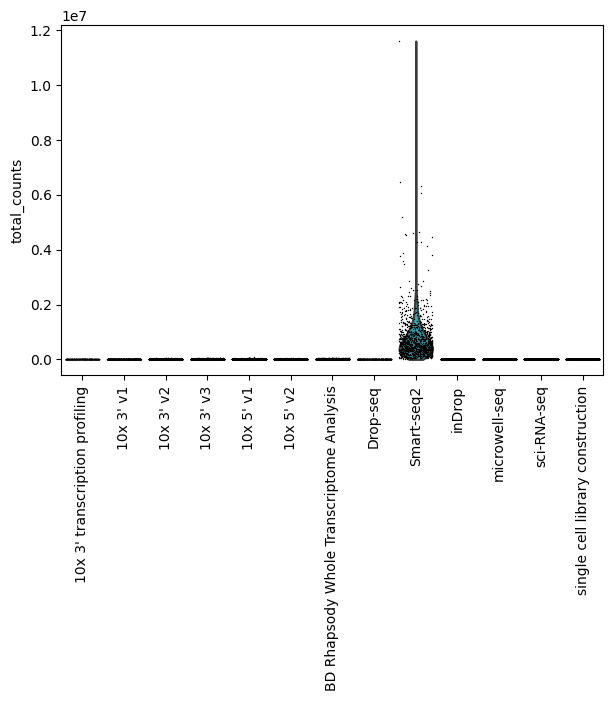 1e7
1.2
1.0
0.8
0.6
0.4
0.2
0.0
total_counts
10x 3' transcription profiling
10x 3' v1
10x 3' v2
10x 3' v3
10x 5' v1
10x 5' v2
BD Rhapsody Whole Transcriptome Analysis
Drop-seq
Smart-seq2
inDrop
microwell-seq
sci-RNA-seq
single cell library construction